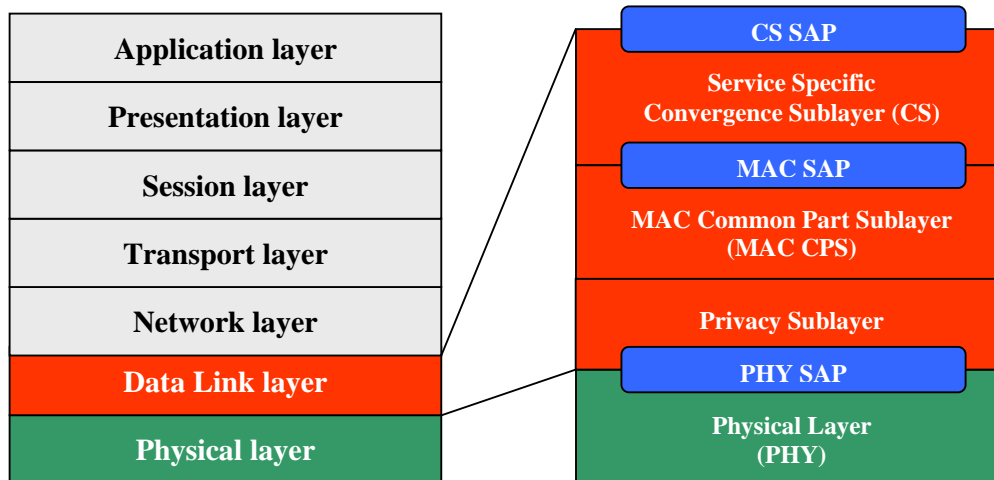 Application layer
Presentation layer
Session layer
Transport layer
Network layer
Data Link layer
Physical layer
CS SAP
Service Specific
Convergence Sublayer (CS)
MAC SAP
MAC Common Part Sublayer
(MAC CPS)
Privacy Sublayer
PHY SAP
Physical Layer
(PHY)